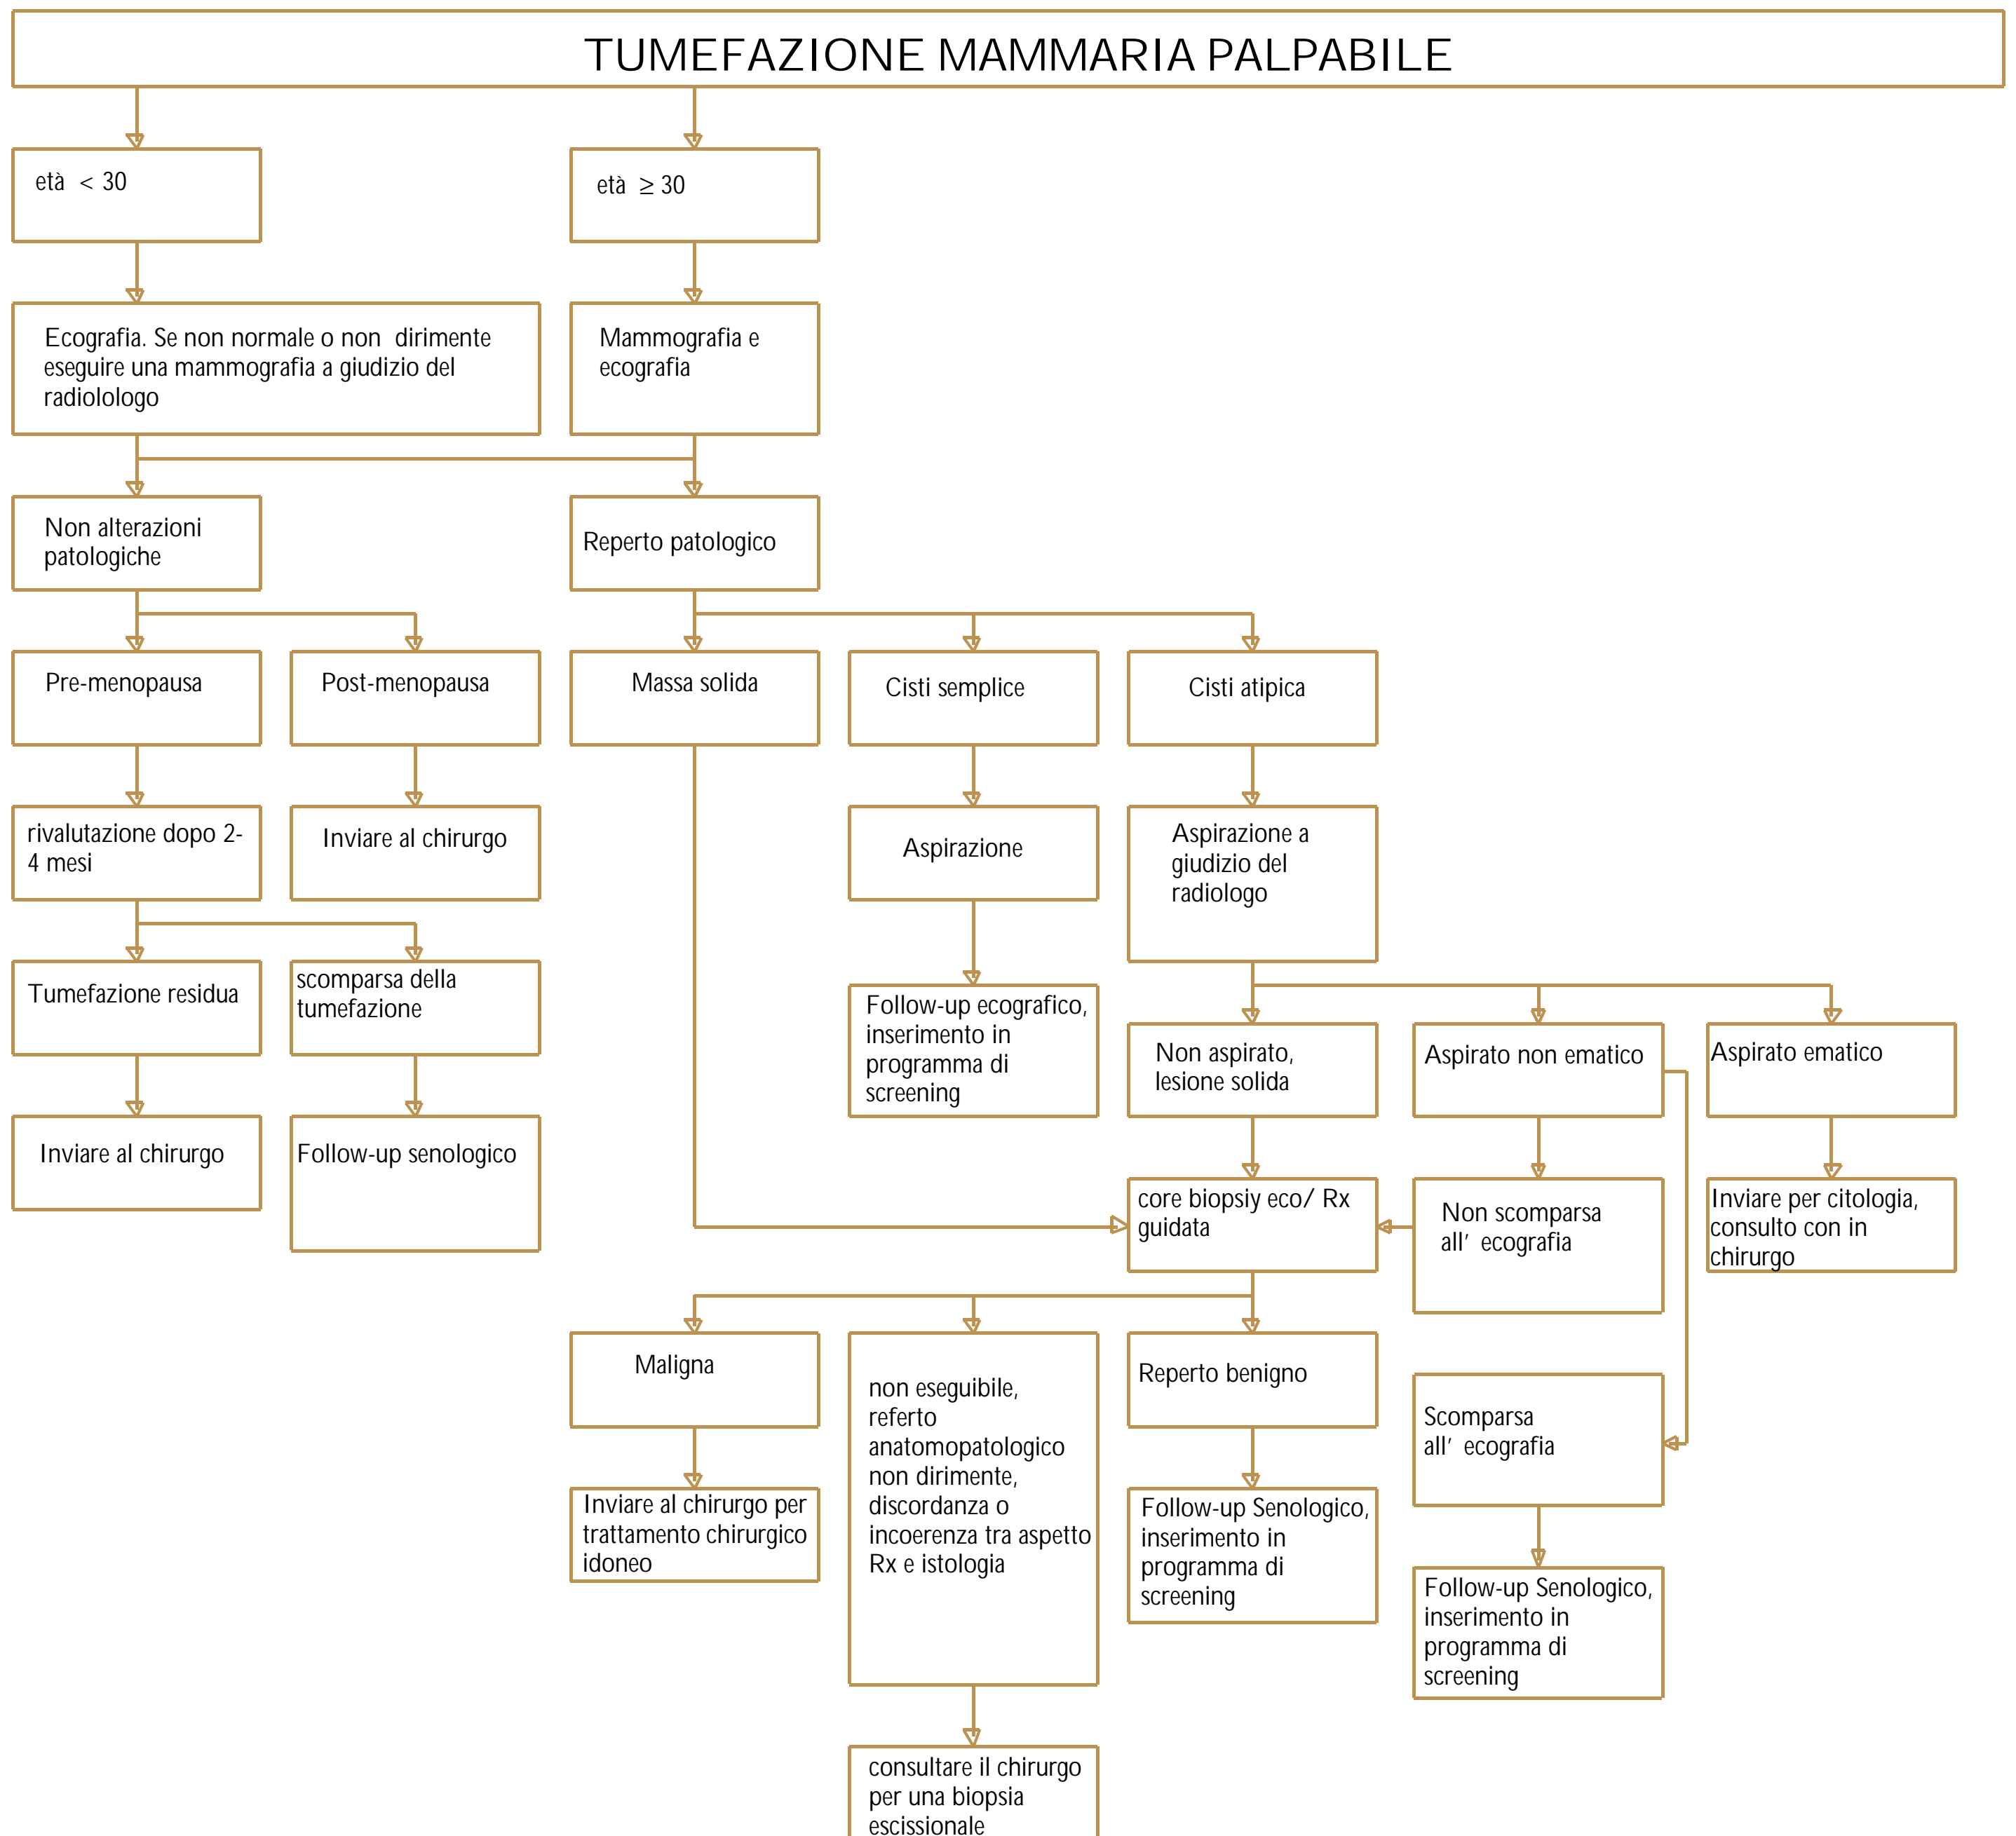 TUMEFAZIONE MAMMARIA PALPABILE
età < 30
età ≥ 30
Ecografia. Se non normale o non dirimente
eseguire una mammografia a giudizio del
radiolologo
Mammografia e
ecografia
Non alterazioni
patologiche
Reperto patologico
Pre-menopausa
Post-menopausa
Massa solida
Cisti semplice
Cisti atipica
rivalutazione dopo 2-
4 mesi
Inviare al chirurgo
Aspirazione
Aspirazione a
giudizio del
radiologo
Tumefazione residua
scomparsa della
tumefazione
Follow-up ecografico,
inserimento in
programma di
screening
Non aspirato,
lesione solida
Aspirato non ematico
Aspirato ematico
Inviare al chirurgo
Follow-up senologico
core biopsiy eco/ Rx
guidata
Non scomparsa
all' ecografia
Inviare per citologia,
consulto con in
chirurgo
Maligna
non eseguibile,
referto
anatomopatologico
non dirimente,
discordanza o
incoerenza tra aspetto
Rx e istologia
Reperto benigno
Scomparsa
all' ecografia
Inviare al chirurgo per
trattamento chirurgico
idoneo
Follow-up Senologico,
inserimento in
programma di
screening
Follow-up Senologico,
inserimento in
programma di
screening
consultare il chirurgo
per una biopsia
escissionale